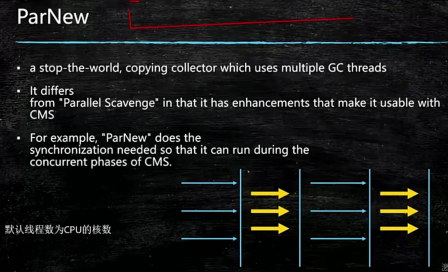 ParNew
▪ a stop-the-world, copying collector which uses multiple GC threads
▪ It differs
from "Parallel Scavenge" in that it has enhancements that make it usable with
CMS
▪ For example, "ParNew" does the
synchronization needed so that it can run during the
concurrent phases of CMS.
默认线程数为CPU的核数